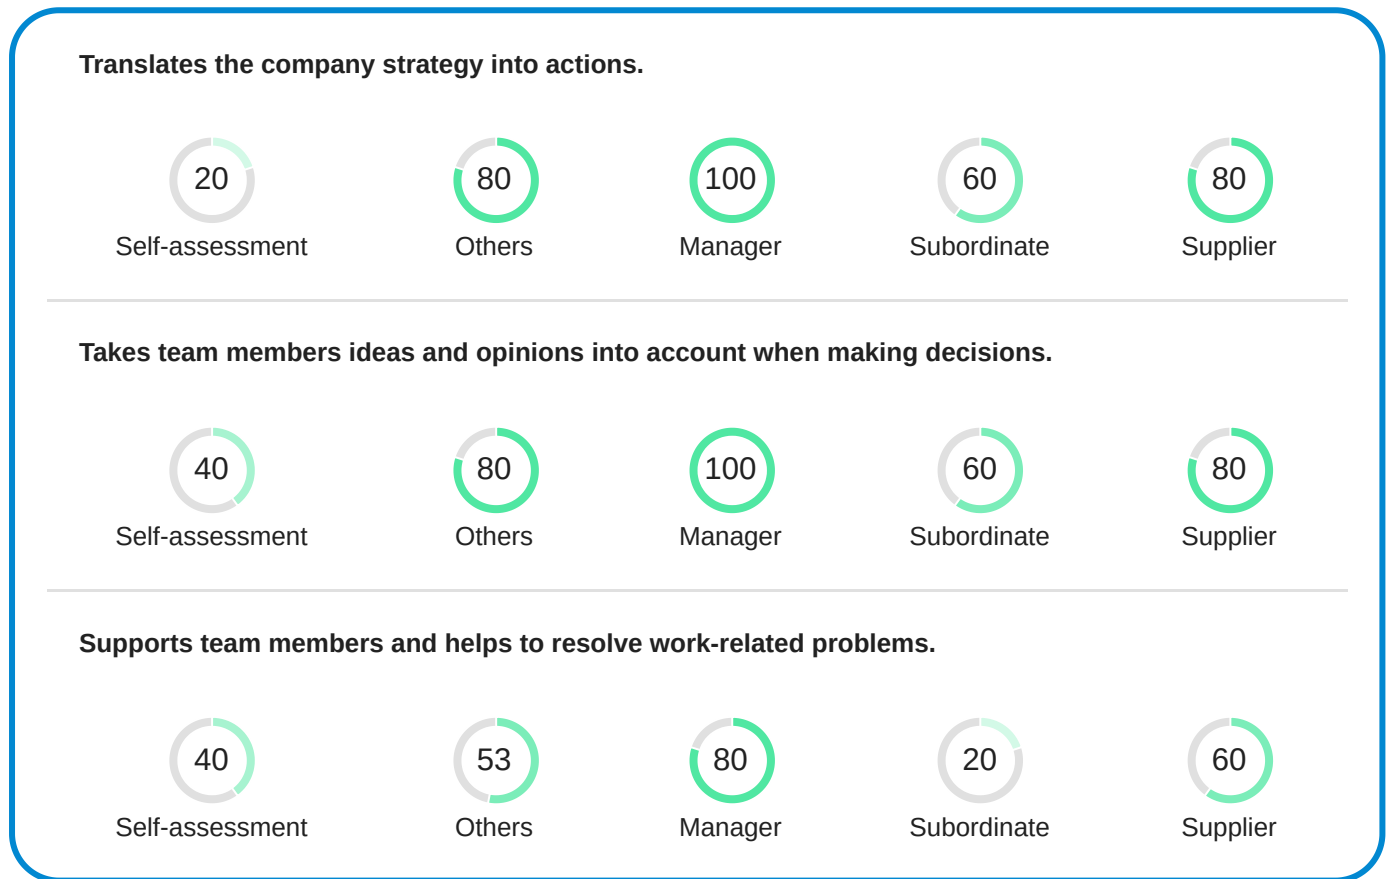 Translates the company strategy into actions.
20 80 100 60 80
Self-assessment Others Manager Subordinate Supplier
Takes team members ideas and opinions into account when making decisions.
40 80 100 60 80
Self-assessment Others Manager Subordinate Supplier
Supports team members and helps to resolve work-related problems.
40 53 80 20 60
Self-assessment Others Manager Subordinate Supplier